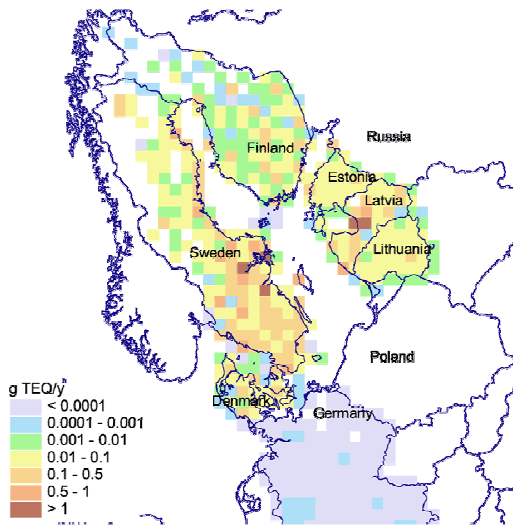 Russia
Finland
Estonia
Latvia
Sweden
Lithuania
Poland
g TEQ/y
Denmark
Germany
< 0.0001
0.0001 - 0.001
0.001 - 0.01
0.01 - 0.1
0.1 - 0.5
0.5 - 1
> 1